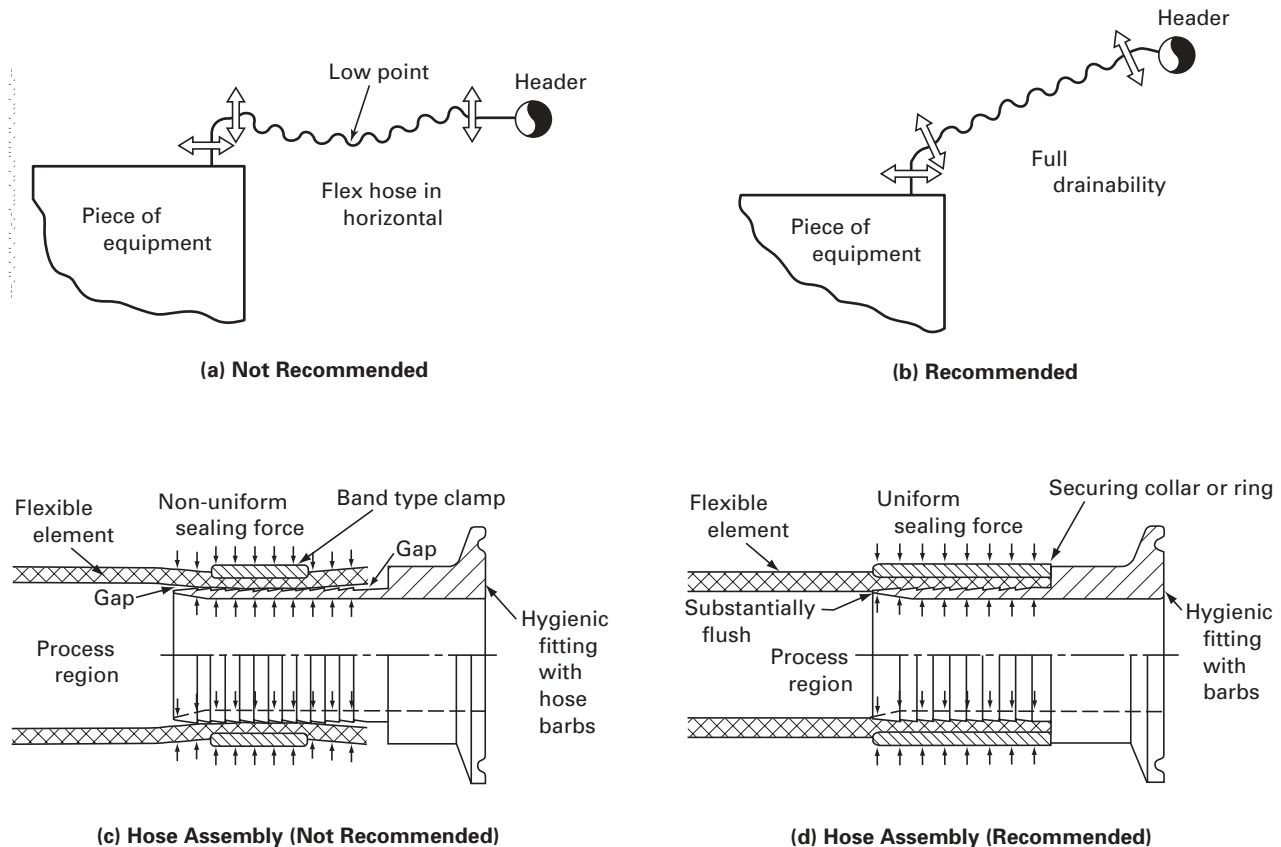 Low point
Header
Piece of
equipment
Flex hose in
horizontal
(a) Not Recommended
Header
Full
drainability
Piece of
equipment
(b) Recommended
Flexible
element
Non-uniform
sealing force
Band type clamp
Gap
Gap
Process
region
Hygienic
fitting
with
hose
barbs
(c) Hose Assembly (Not Recommended)
Flexible
element
Uniform
sealing force
Securing collar or ring
Substantially
flush
Process
region
Hygienic
fitting
with
barbs
(d) Hose Assembly (Recommended)